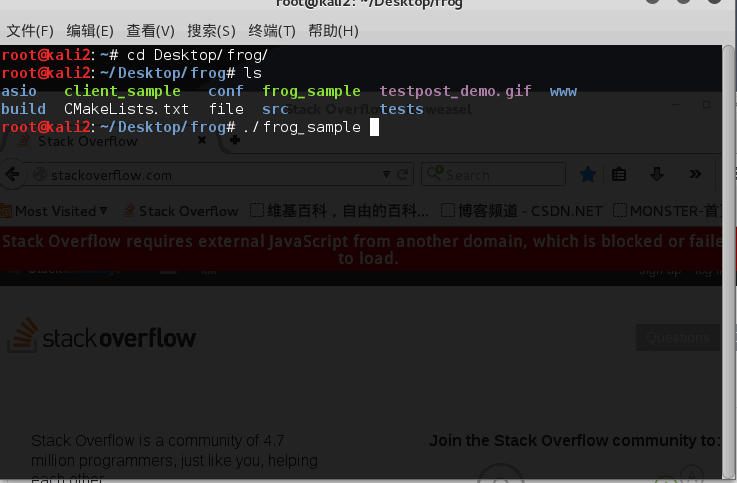 root@kali2: ~/Desktop/frog
文件(F) 编辑(E) 查看(V) 搜索(S) 终端(T) 帮助(H)
root@kali2:~# cd Desktop/frog/
root@kali2:~/Desktop/frog# ls
asio client_sample conf frog_sample testpost_demo.gif www
build CMakeLists.txt file src tests
root@kali2:~/Desktop/frog# ./frog_sample
Stack Overflow weasel
Stack Overflow
stackoverflow.com Search
Most Visited Stack Overflow 维基百科，自由的百科... 博客频道 - CSDN.NET MONSTER-首
Stack Overflow requires external JavaScript from another domain, which is blocked or faile
to load.
sign up log in
stackoverflow Questions
Stack Overflow is a community of 4.7
million programmers, just like you, helping
each other.
Join the Stack Overflow community to: